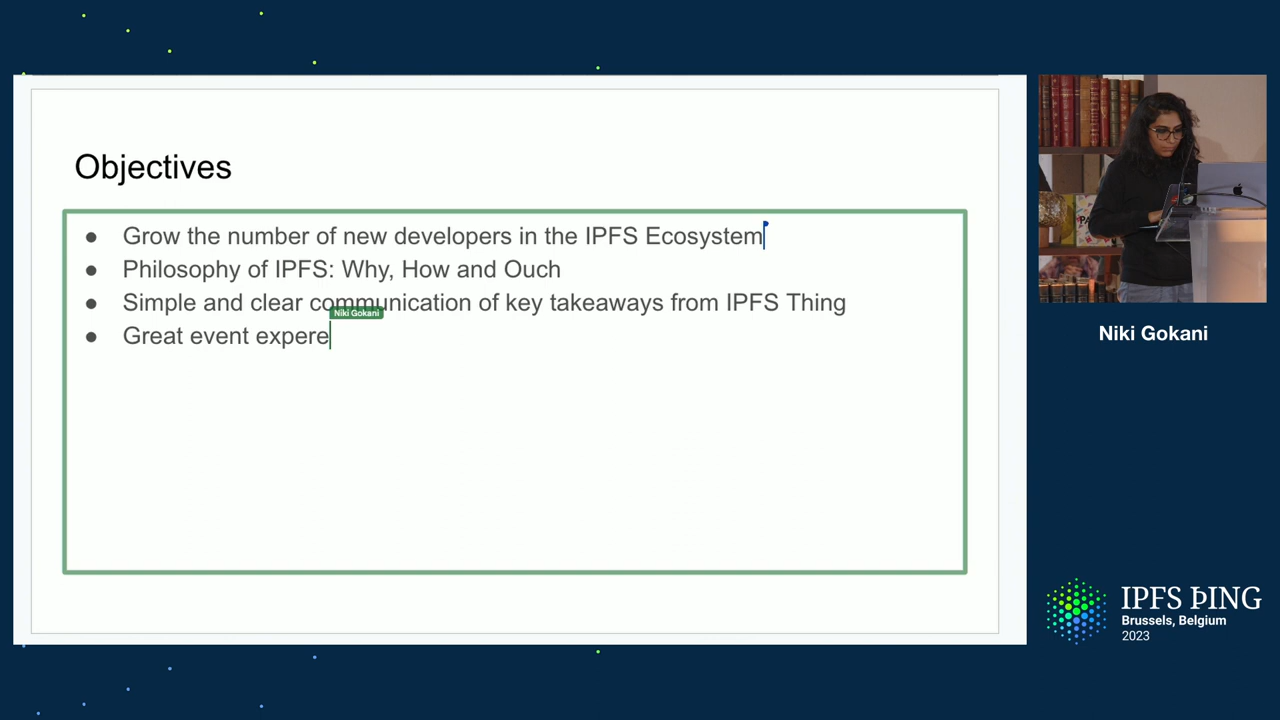 Objectives
● Grow the number of new developers in the IPFS Ecosystem
● Philosophy of IPFS: Why, How and Ouch
● Simple and clear communication of key takeaways from IPFS Thing
Niki Gokani
● Great event expere
Niki Gokani
IPFS ÞING
Brussels, Belgium
2023